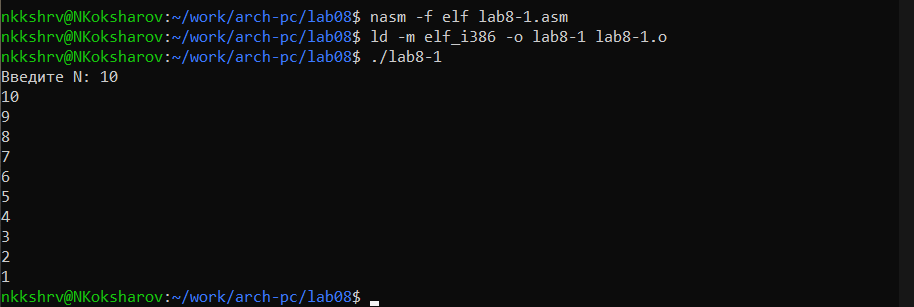 nkkshrv@NKoksharov:~/work/arch-pc/lab08$ nasm -f elf lab8-1.asm
nkkshrv@NKoksharov:~/work/arch-pc/lab08$ ld -m elf_i386 -o lab8-1 lab8-1.o
nkkshrv@NKoksharov:~/work/arch-pc/lab08$ ./lab8-1
Введите N: 10
10
9
8
7
6
5
4
3
2
1
nkkshrv@NKoksharov:~/work/arch-pc/lab08$